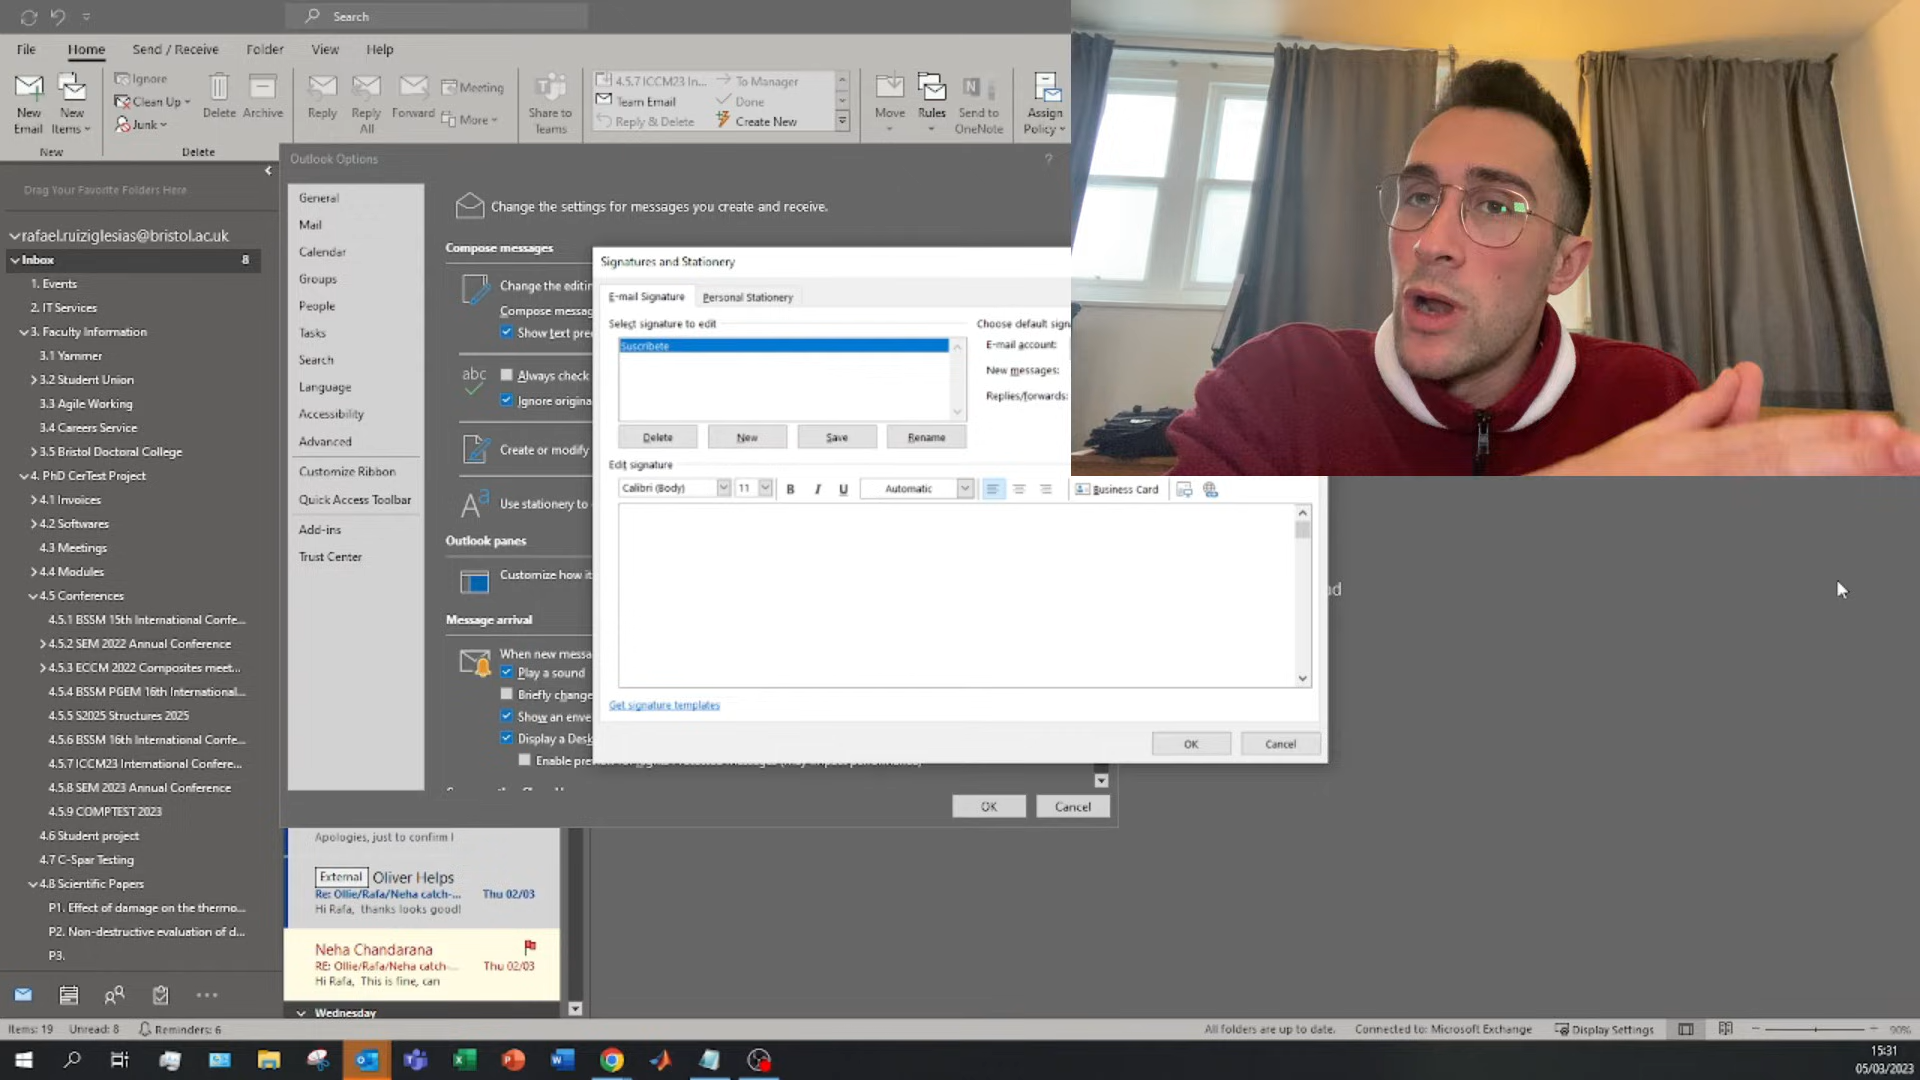 Search
File Home Send / Receive Folder View Help
New Email
New Items
Ignore
Clean Up
Junk
Delete
Archive
Reply
Reply All
Forward
Meeting
More
Share to Teams
4.5.7 ICCM23 In...
To Manager
Team Email
Done
Reply & Delete
Create New
Move
Rules
Send to OneNote
Assign Policy
New
Delete
Drag Your Favorite Folders Here
rafael.ruiziglesias@bristol.ac.uk
Inbox 8
1. Events
2. IT Services
3. Faculty Information
3.1 Yammer
3.2 Student Union
3.3 Agile Working
3.4 Careers Service
3.5 Bristol Doctoral College
4. PhD CerTest Project
4.1 Invoices
4.2 Softwares
4.3 Meetings
4.4 Modules
4.5 Conferences
4.5.1 BSSM 15th International Confe...
4.5.2 SEM 2022 Annual Conference
4.5.3 ECCM 2022 Composites meet...
4.5.4 BSSM PGEM 16th International...
4.5.5 S2025 Structures 2025
4.5.6 BSSM 16th International Confe...
4.5.7 ICCM23 International Confere...
4.5.8 SEM 2023 Annual Conference
4.5.9 COMPTEST 2023
4.6 Student project
4.7 C-Spar Testing
4.8 Scientific Papers
P1. Effect of damage on the thermo...
P2. Non-destructive evaluation of d...
P3.
Outlook Options ?
General
Mail
Calendar
Groups
People
Tasks
Search
Language
Accessibility
Advanced
Customize Ribbon
Quick Access Toolbar
Add-ins
Trust Center
Change the settings for messages you create and receive.
Compose messages
Change the editin
Compose messag
Show text pre
abc
Always check
Ignore origina
Create or modify
Use stationery to
Outlook panes
Customize how it
Message arrival
When new messa
Play a sound
Briefly change
Show an enve
Display a Desk
OK Cancel
Signatures and Stationery
E-mail Signature Personal Stationery
Select signature to edit
Suscribete
Choose default sign
E-mail account:
New messages:
Replies/forwards:
Delete New Save Rename
Edit signature
Calibri (Body) 11 B I U Automatic Business Card
Get signature templates
OK Cancel
Apologies, just to confirm I
External Oliver Helps
Re: Ollie/Rafa/Neha catch-... Thu 02/03
Hi Rafa, thanks looks good!
Neha Chandarana
RE: Ollie/Rafa/Neha catch-... Thu 02/03
Hi Rafa, This is fine, can
Wednesday
Items: 19 Unread: 8 Reminders: 6
All folders are up to date. Connected to: Microsoft Exchange Display Settings 90%
15:31
05/03/2023